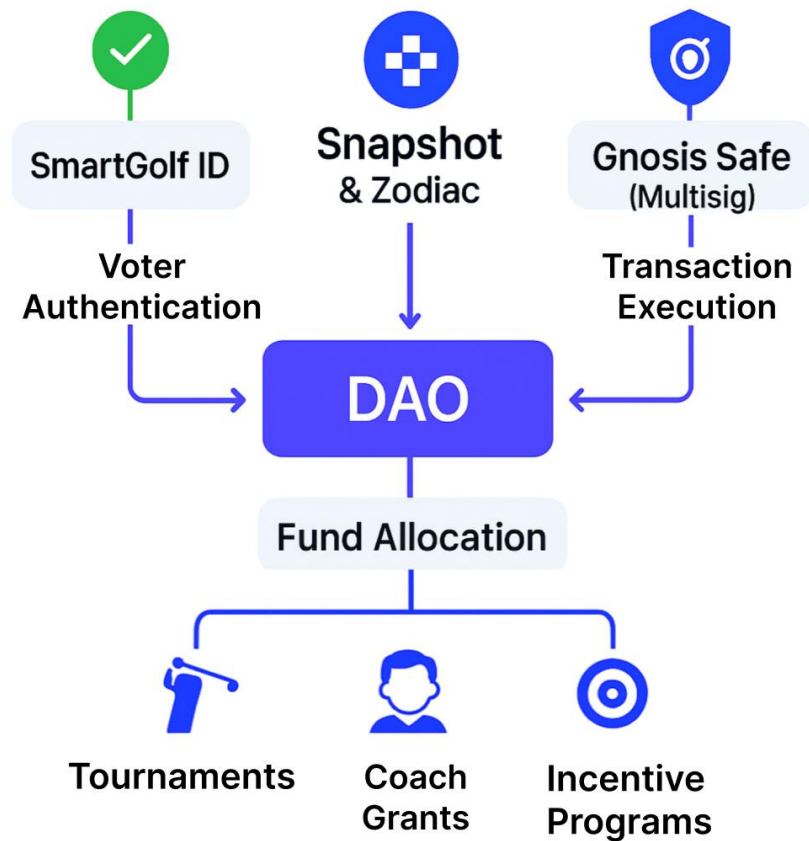 SmartGolf ID
Snapshot
& Zodiac
Gnosis Safe
(Multisig)
Voter
Authentication
Transaction
Execution
DAO
Fund Allocation
Tournaments
Coach
Grants
Incentive
Programs